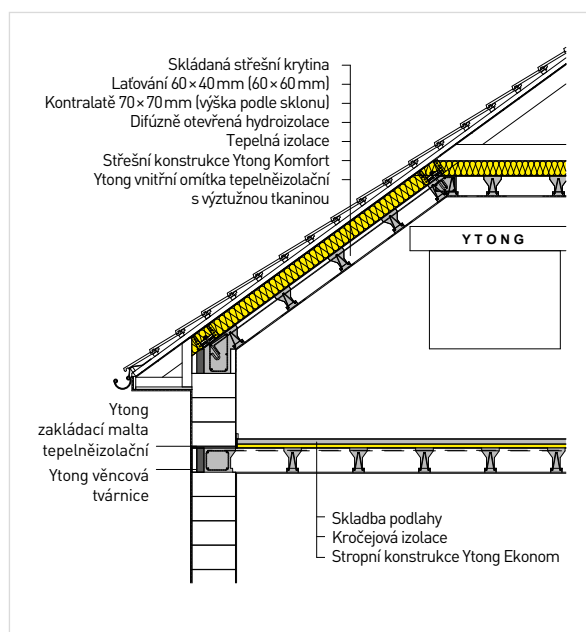 Skládaná střešní krytina
Laťování 60 × 40 mm (60 × 60 mm)
Kontralatě 70 × 70 mm (výška podle sklonu)
Difúzně otevřená hydroizolace
Tepelná izolace
Střešní konstrukce Ytong Komfort
Ytong vnitřní omítka tepelněizolační
s výztužnou tkaninou
YTONG
Ytong
zakládací malta
tepelněizolační
Ytong věncová
tvárnice
Skladba podlahy
Kročejová izolace
Stropní konstrukce Ytong Ekonom